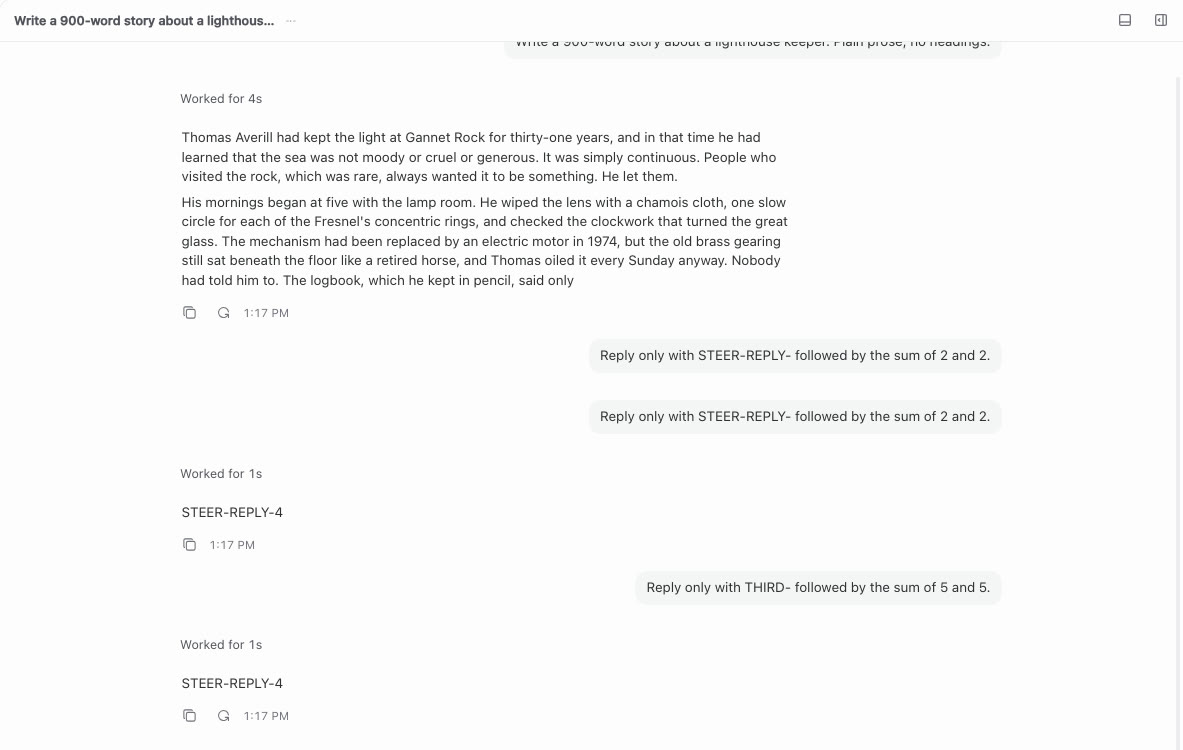 Write a 900-word story about a lighthous...
Write a 900-word story about a lighthouse keeper. Plain prose, no headings.
Worked for 4s
Thomas Averill had kept the light at Gannet Rock for thirty-one years, and in that time he had
learned that the sea was not moody or cruel or generous. It was simply continuous. People who
visited the rock, which was rare, always wanted it to be something. He let them.
His mornings began at five with the lamp room. He wiped the lens with a chamois cloth, one slow
circle for each of the Fresnel's concentric rings, and checked the clockwork that turned the great
glass. The mechanism had been replaced by an electric motor in 1974, but the old brass gearing
still sat beneath the floor like a retired horse, and Thomas oiled it every Sunday anyway. Nobody
had told him to. The logbook, which he kept in pencil, said only
1:17 PM
Reply only with STEER-REPLY- followed by the sum of 2 and 2.
Reply only with STEER-REPLY- followed by the sum of 2 and 2.
Worked for 1s
STEER-REPLY-4
1:17 PM
Reply only with THIRD- followed by the sum of 5 and 5.
Worked for 1s
STEER-REPLY-4
1:17 PM